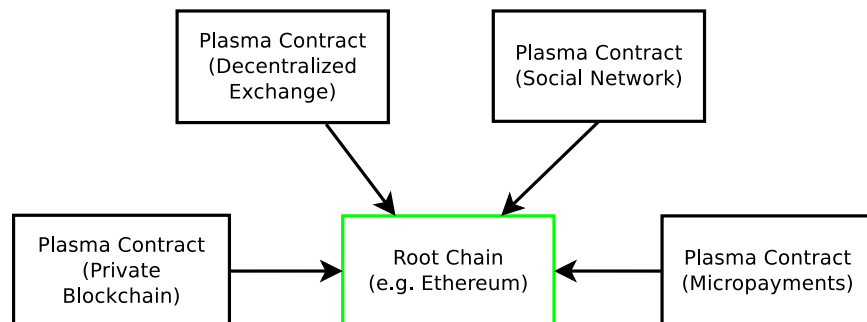 Plasma Contract
(Decentralized
Exchange)
Plasma Contract
(Social Network)
Plasma Contract
(Private
Blockchain)
Root Chain
(e.g. Ethereum)
Plasma Contract
(Micropayments)